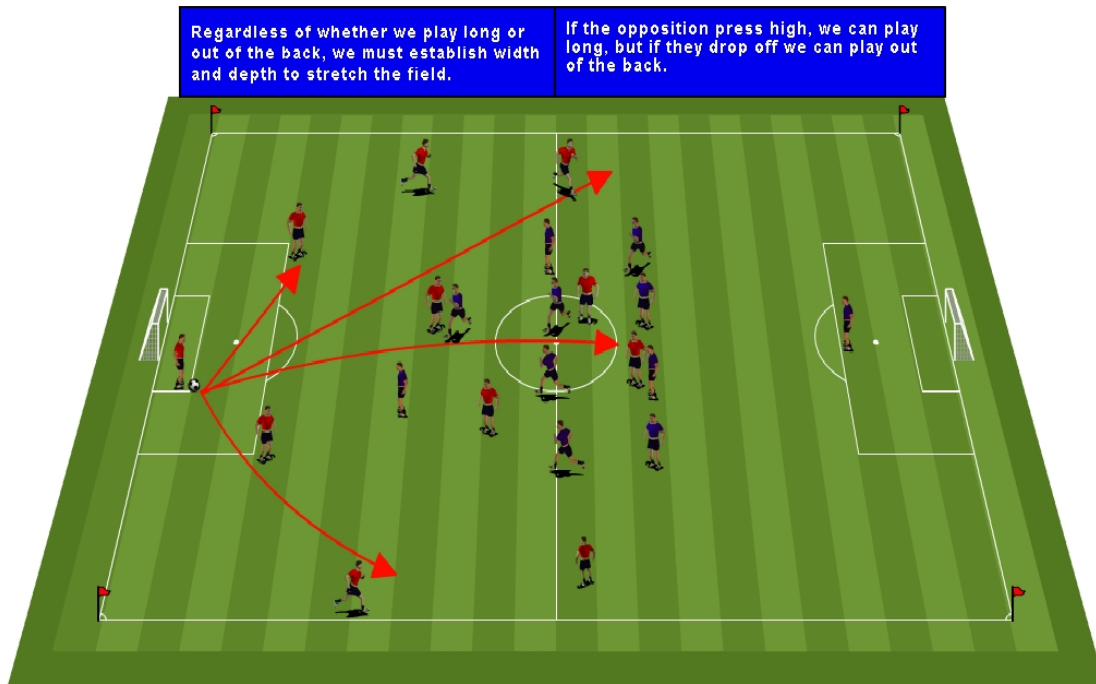 Regardless of whether we play long or
out of the back, we must establish width
and depth to stretch the field.
If the opposition press high, we can play
long, but if they drop off we can play out
of the back.